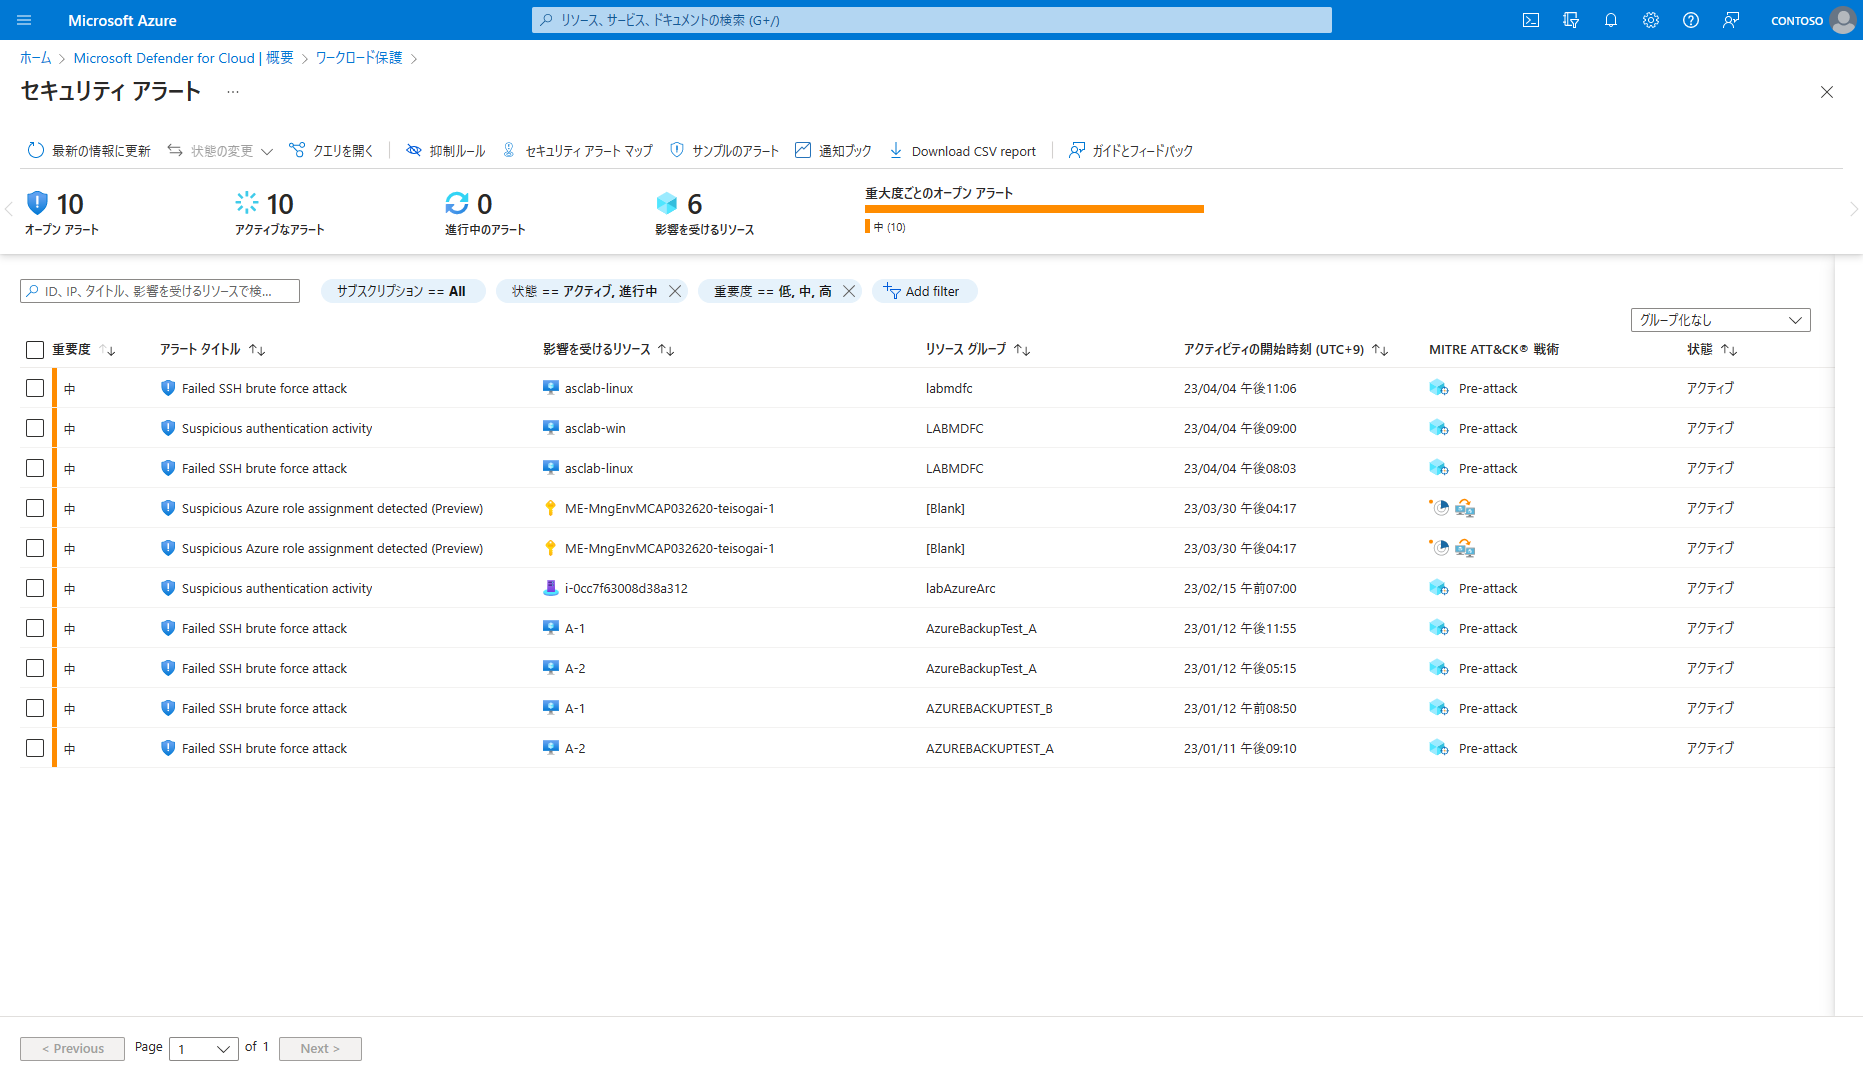 Microsoft Azure
リソース、サービス、ドキュメントの検索 (G+/)
CONTOSO
ホーム > Microsoft Defender for Cloud | 概要 > ワークロード保護 >
セキュリティ アラート ...
最新の情報に更新 状態の変更 クエリを開く 抑制ルール セキュリティ アラート マップ サンプルのアラート 通知ブック Download CSV report ガイドとフィードバック
10 10 0 6 重大度ごとのオープン アラート
オープン アラート アクティブなアラート 進行中のアラート 影響を受けるリソース 中 (10)
ID、IP、タイトル、影響を受けるリソースで検... サブスクリプション == All 状態 == アクティブ, 進行中 重要度 == 低, 中, 高 Add filter
グループ化なし
重要度 アラート タイトル 影響を受けるリソース リソース グループ アクティビティの開始時刻 (UTC+9) MITRE ATT&CK® 戦術 状態
中 Failed SSH brute force attack asclab-linux labmdfc 23/04/04 午後11:06 Pre-attack アクティブ
中 Suspicious authentication activity asclab-win LABMDFC 23/04/04 午後09:00 Pre-attack アクティブ
中 Failed SSH brute force attack asclab-linux LABMDFC 23/04/04 午後08:03 Pre-attack アクティブ
中 Suspicious Azure role assignment detected (Preview) ME-MngEnvMCAP032620-teisogai-1 [Blank] 23/03/30 午後04:17 アクティブ
中 Suspicious Azure role assignment detected (Preview) ME-MngEnvMCAP032620-teisogai-1 [Blank] 23/03/30 午後04:17 アクティブ
中 Suspicious authentication activity i-0cc7f63008d38a312 labAzureArc 23/02/15 午前07:00 Pre-attack アクティブ
中 Failed SSH brute force attack A-1 AzureBackupTest_A 23/01/12 午後11:55 Pre-attack アクティブ
中 Failed SSH brute force attack A-2 AzureBackupTest_A 23/01/12 午後05:15 Pre-attack アクティブ
中 Failed SSH brute force attack A-1 AZUREBACKUPTEST_B 23/01/12 午前08:50 Pre-attack アクティブ
中 Failed SSH brute force attack A-2 AZUREBACKUPTEST_A 23/01/11 午後09:10 Pre-attack アクティブ
< Previous Page 1 of 1 Next >